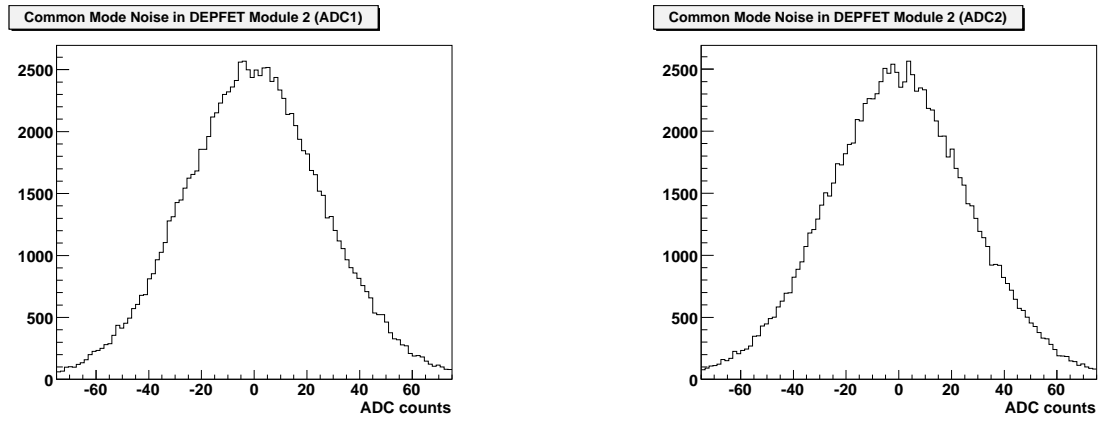 Common Mode Noise in DEPFET Module 2 (ADC1)
2500
2000
1500
1000
500
0
-60 -40 -20 0 20 40 60
ADC counts
Common Mode Noise in DEPFET Module 2 (ADC2)
2500
2000
1500
1000
500
0
-60 -40 -20 0 20 40 60
ADC counts